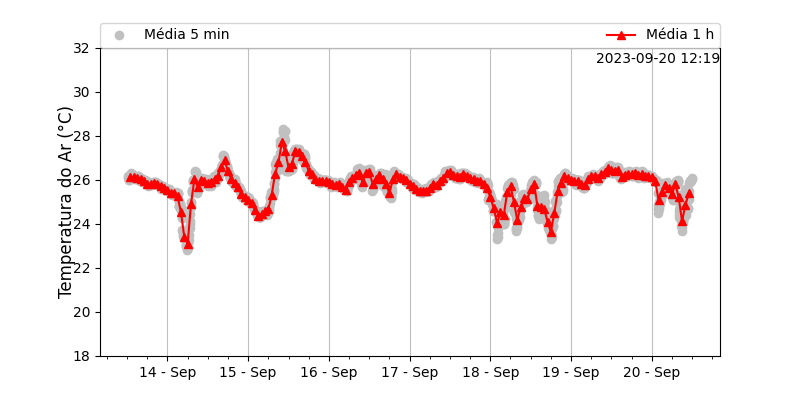 Média 5 min
Média 1 h
2023-09-20 12:19
Temperatura do Ar (°C)
32
30
28
26
24
22
20
18
14 - Sep
15 - Sep
16 - Sep
17 - Sep
18 - Sep
19 - Sep
20 - Sep